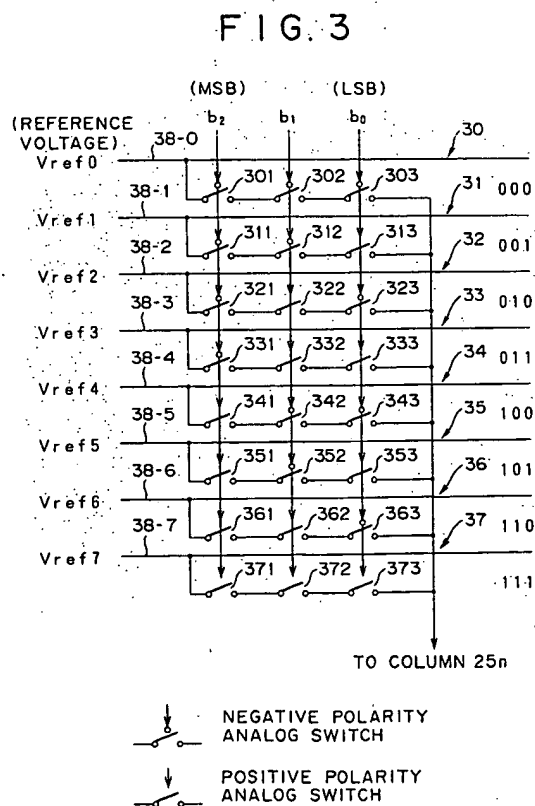 FIG. 3
(MSB) (LSB)
b2 b1 b0
(REFERENCE
VOLTAGE)
38-0 30
Vref0
301 302 303
38-1 31 000
Vref1
311 312 313
38-2 32 001
Vref2
321 322 323
38-3 33 010
Vref3
331 332 333
38-4 34 011
Vref4
341 342 343
38-5 35 100
Vref5
351 352 353
38-6 36 101
Vref6
361 362 363
38-7 37 110
Vref7
371 372 373
111
TO COLUMN 25n
NEGATIVE POLARITY
ANALOG SWITCH
POSITIVE POLARITY
ANALOG SWITCH